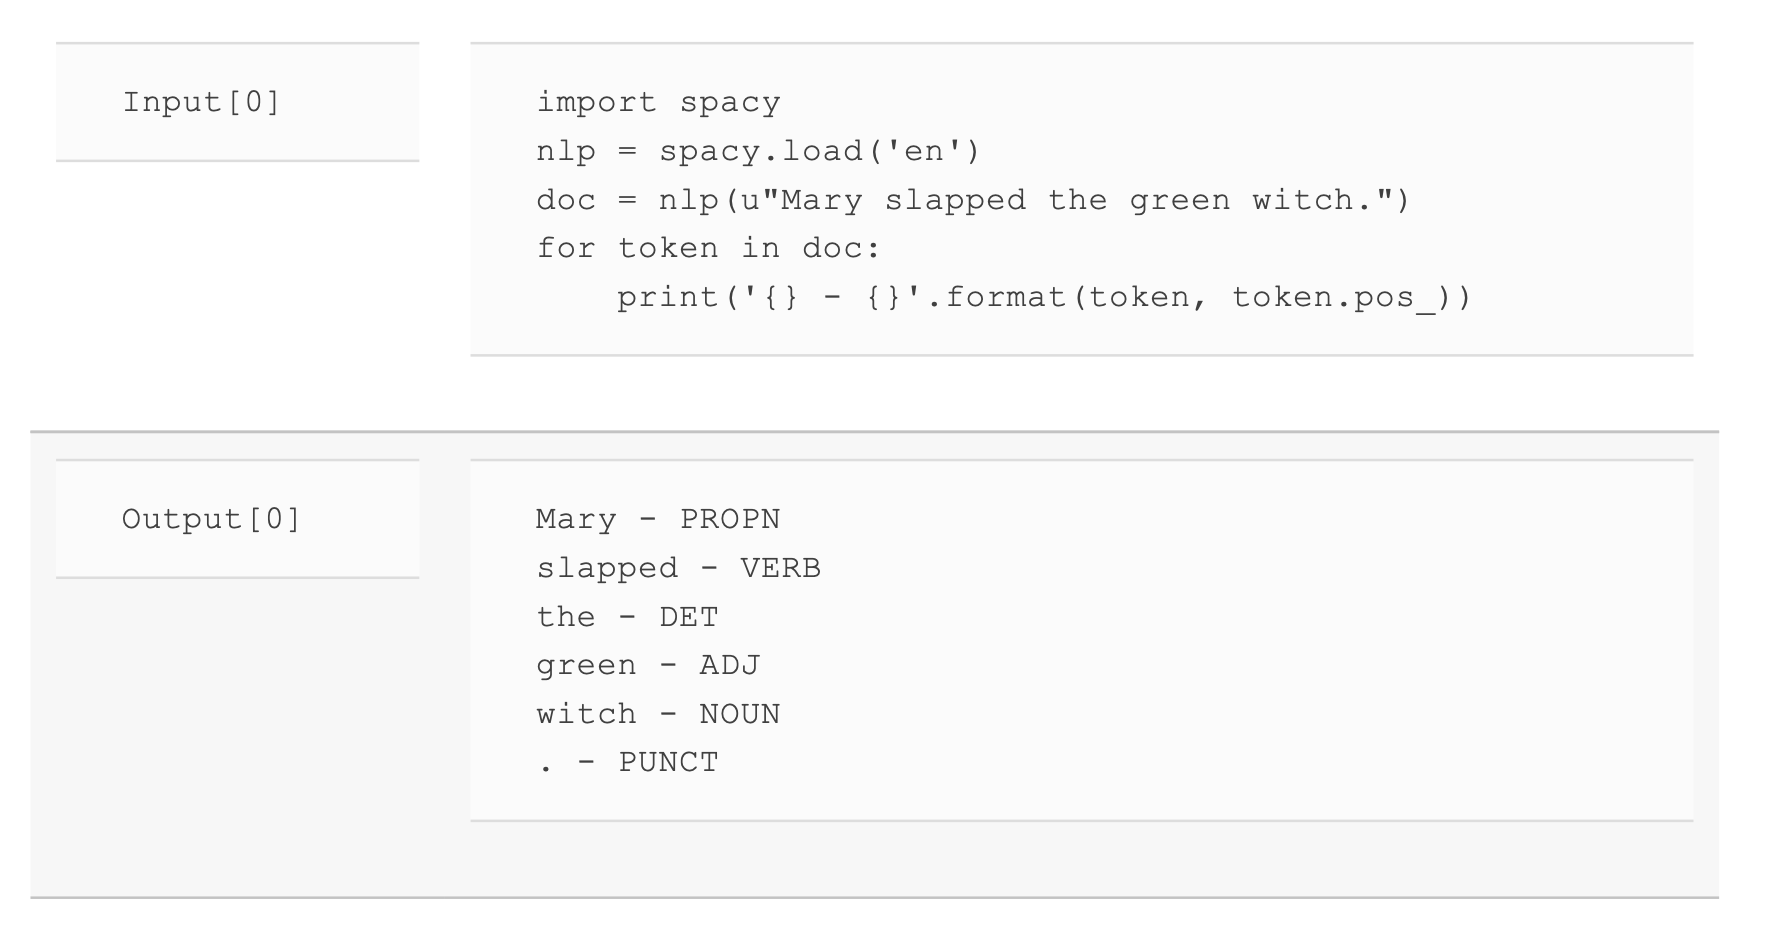 Input[0]
import spacy
nlp = spacy.load('en')
doc = nlp(u"Mary slapped the green witch.")
for token in doc:
    print('{} - {}'.format(token, token.pos_))
Output[0]
Mary - PROPN
slapped - VERB
the - DET
green - ADJ
witch - NOUN
. - PUNCT